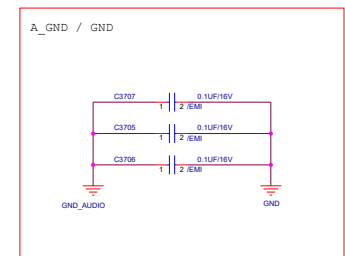 A_GND / GND
C3707 0.1UF/16V
1 2 /EMI
C3705 0.1UF/16V
1 2 /EMI
C3706 0.1UF/16V
1 2 /EMI
GND_AUDIO GND